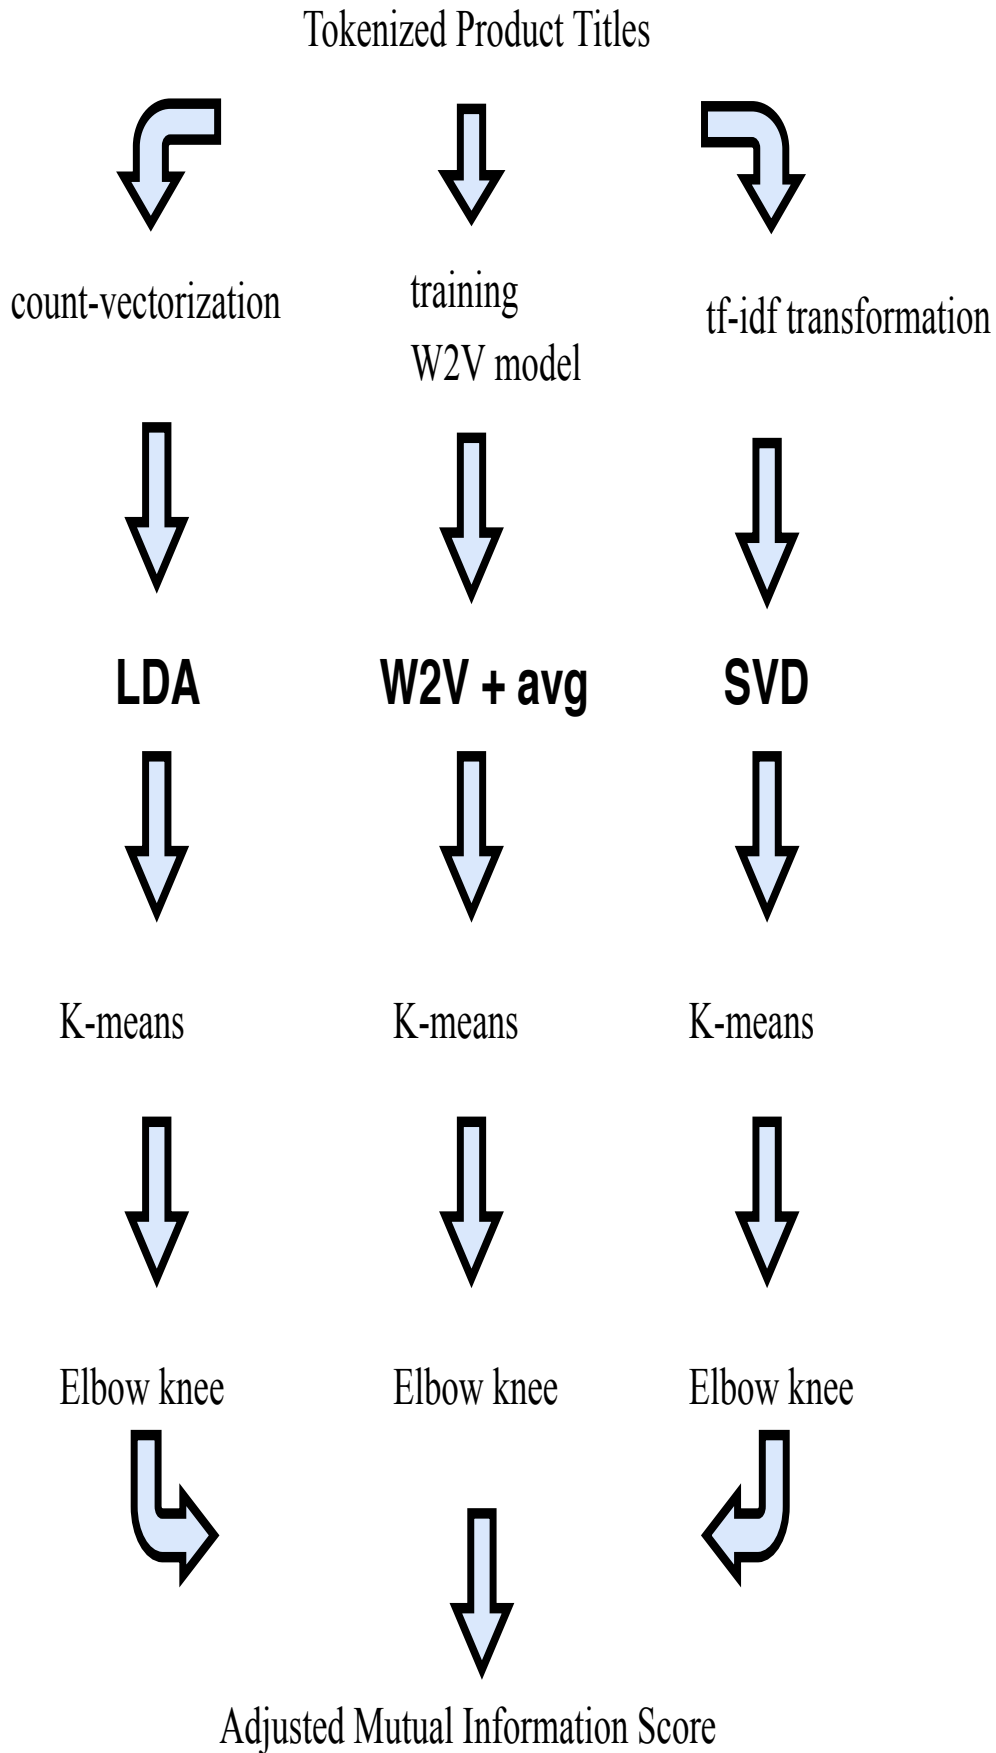 Tokenized Product Titles
count-vectorization
training
W2V model
tf-idf transformation
LDA
W2V + avg
SVD
K-means
K-means
K-means
Elbow knee
Elbow knee
Elbow knee
Adjusted Mutual Information Score